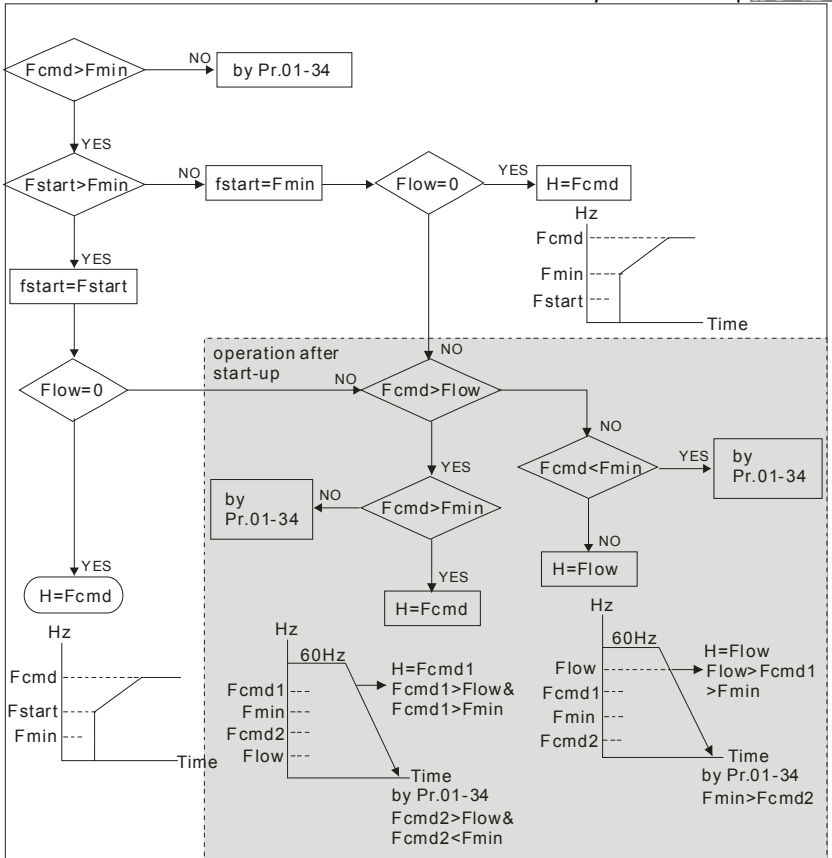 Fcmd>Fmin
NO
by Pr.01-34
YES
Fstart>Fmin
NO
fstart=Fmin
Flow=0
YES
H=Fcmd
Hz
Fcmd
Fmin
Fstart
Time
YES
fstart=Fstart
NO
operation after
start-up
Flow=0
NO
Fcmd>Flow
NO
YES
Fcmd<Fmin
YES
by
Pr.01-34
by
Pr.01-34
NO
Fcmd>Fmin
NO
H=Flow
YES
H=Fcmd
YES
H=Fcmd
Hz
Fcmd
Fstart
Fmin
Time
Hz
60Hz
H=Fcmd1
Fcmd1>Flow&
Fcmd1>Fmin
Fcmd1
Fmin
Fcmd2
Flow
Time
by Pr.01-34
Fcmd2>Flow&
Fcmd2<Fmin
Hz
60Hz
H=Flow
Flow>Fcmd1
>Fmin
Flow
Fcmd1
Fmin
Fcmd2
Time
by Pr.01-34
Fmin>Fcmd2